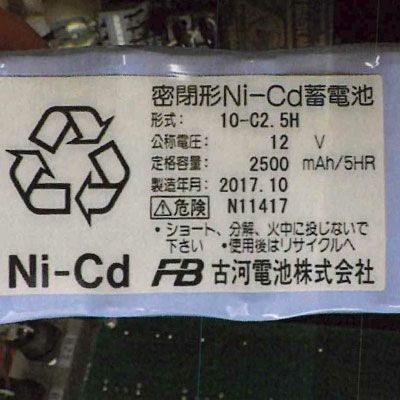 密閉形Ni-Cd蓄電池
形式: 10-C2.5H
公称電圧: 12 V
定格容量: 2500 mAh/5HR
製造年月: 2017.10
⚠危険 N11417
・ショート、分解、火中に投じないで
下さい ・使用後はリサイクルへ
Ni-Cd FB 古河電池株式会社